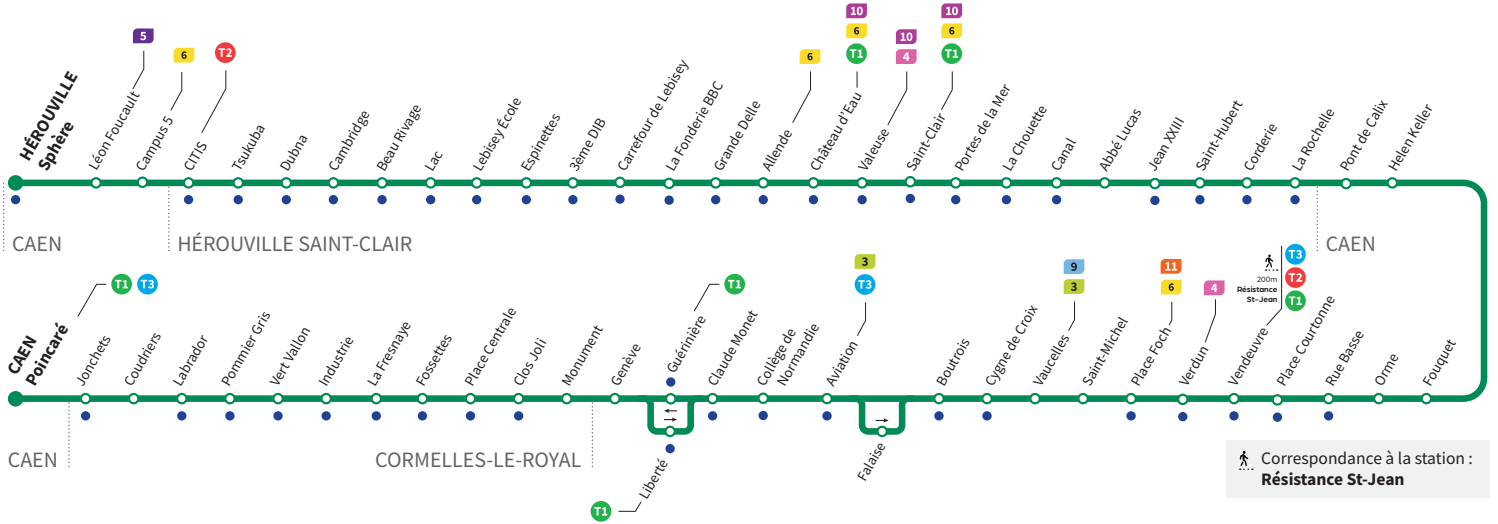 10
10
5
6
10
6
6
T2
6
T1
4
T1
HÉROUVILLE
Sphère
Léon Foucault
Campus 5
CITIS
Tsukuba
Dubna
Cambridge
Beau Rivage
Lac
Lebisey École
Espinettes
3ème DIB
Carrefour de Lebisey
La Fonderie BBC
Grande Delle
Allende
Château d'Eau
Valeuse
Saint-Clair
Portes de la Mer
La Chouette
Canal
Abbé Lucas
Jean XXIII
Saint-Hubert
Corderie
La Rochelle
Pont de Calix
Helen Keller
CAEN
HÉROUVILLE SAINT-CLAIR
CAEN
T1 T3
T1
3
T3
9
3
11
6
4
200m
Résistance
St-Jean
T3
T2
T1
CAEN
Poincaré
Jonchets
Coudriers
Labrador
Pommier Gris
Vert Vallon
Industrie
La Fresnaye
Fossettes
Place Centrale
Clos Joli
Monument
Genève
Guérinière
Claude Monet
Collège de
Normandie
Aviation
Boutrois
Cygne de Croix
Vaucelles
Saint-Michel
Place Foch
Verdun
Vendeuvre
Place Courtonne
Rue Basse
Orme
Fouquet
CAEN
CORMELLES-LE-ROYAL
Liberté
T1
Falaise
Correspondance à la station :
Résistance St-Jean